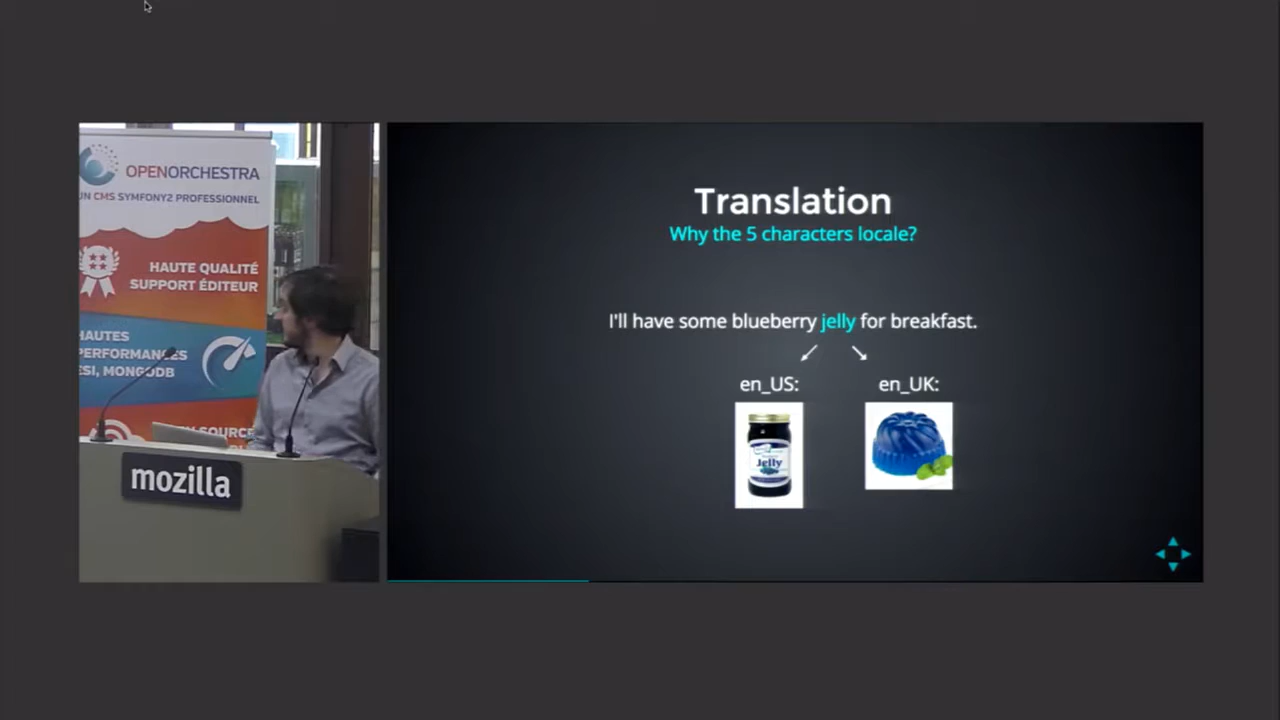 OPENORCHESTRA
UN CMS SYMFONY2 PROFESSIONNEL
HAUTE QUALITÉ
SUPPORT ÉDITEUR
HAUTES
PERFORMANCES
ESI, MONGODB
SOURCE
mozilla
Translation
Why the 5 characters locale?
I'll have some blueberry jelly for breakfast.
en_US:
en_UK:
Jelly